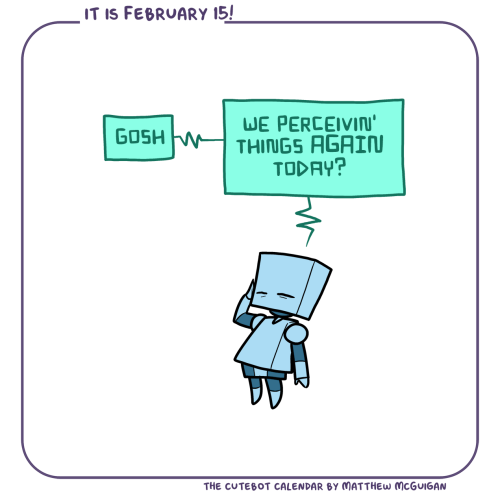 IT IS FEBRUARY 15!
GOSH
WE PERCEIVIN'
THINGS AGAIN
TODAY?
THE CUTEBOT CALENDAR BY MATTHEW MCGUIGAN